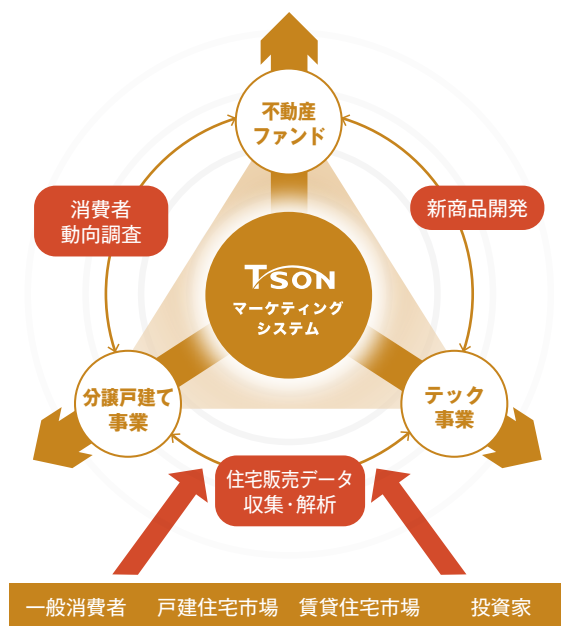 不動産
ファンド
消費者
動向調査
新商品開発
TSON
マーケティング
システム
分譲戸建て
事業
テック
事業
住宅販売データ
収集・解析
一般消費者 戸建住宅市場 賃貸住宅市場 投資家